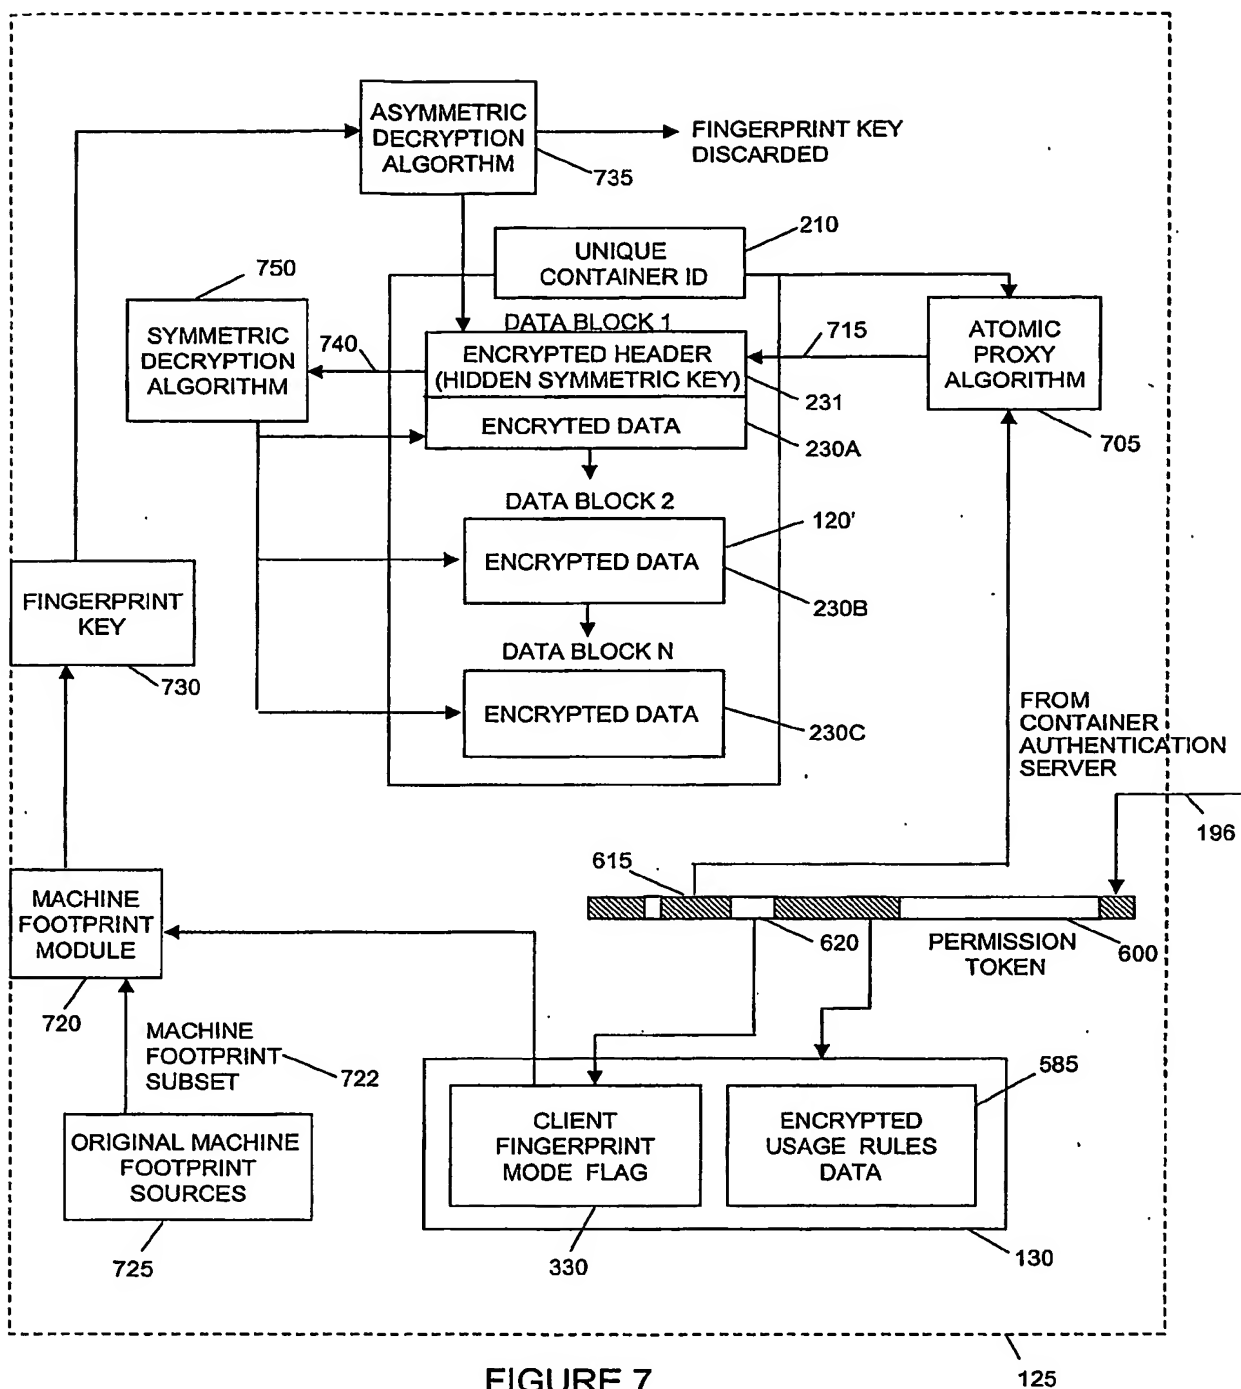 ASYMMETRIC
DECRYPTION
ALGORTHM
735
FINGERPRINT KEY
DISCARDED
210
UNIQUE
CONTAINER ID
750
SYMMETRIC
DECRYPTION
ALGORITHM
740
DATA BLOCK 1
ENCRYPTED HEADER
(HIDDEN SYMMETRIC KEY)
231
ENCRYTED DATA
230A
715
ATOMIC
PROXY
ALGORITHM
705
DATA BLOCK 2
120'
ENCRYPTED DATA
230B
DATA BLOCK N
ENCRYPTED DATA
230C
FINGERPRINT
KEY
730
FROM
CONTAINER
AUTHENTICATION
SERVER
196
615
620
PERMISSION
TOKEN
600
MACHINE
FOOTPRINT
MODULE
720
MACHINE
FOOTPRINT
SUBSET
722
ORIGINAL MACHINE
FOOTPRINT
SOURCES
725
CLIENT
FINGERPRINT
MODE FLAG
330
585
ENCRYPTED
USAGE RULES
DATA
130
125
FIGURE 7